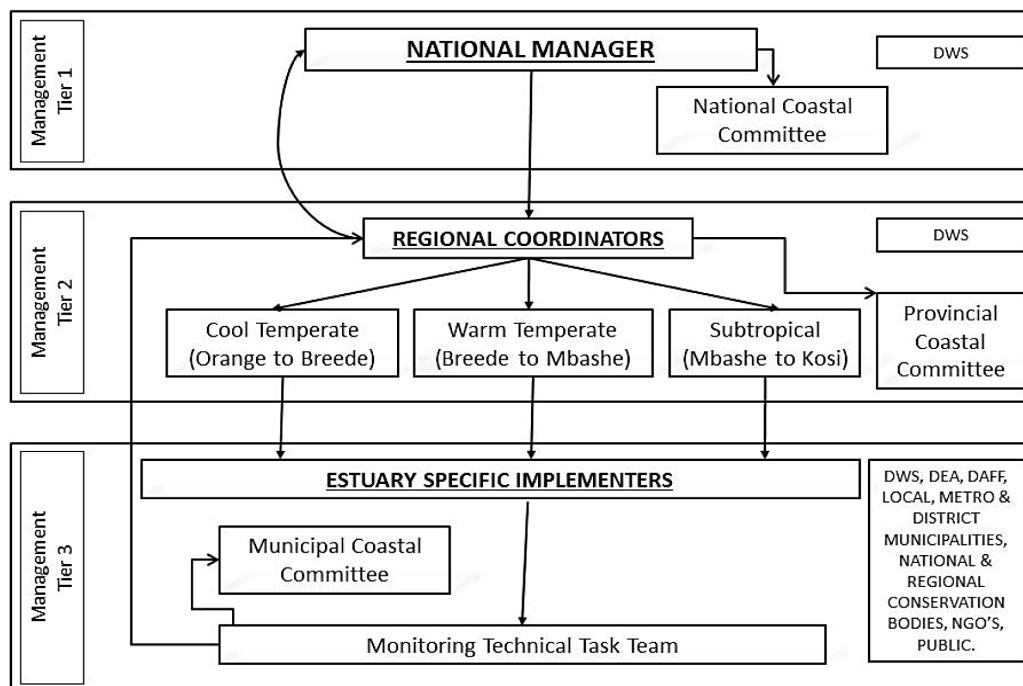 Management
Tier 1
NATIONAL MANAGER
DWS
National Coastal
Committee
Management
Tier 2
REGIONAL COORDINATORS
DWS
Cool Temperate
(Orange to Breede)
Warm Temperate
(Breede to Mbashe)
Subtropical
(Mbashe to Kosi)
Provincial
Coastal
Committee
Management
Tier 3
ESTUARY SPECIFIC IMPLEMENTERS
DWS, DEA, DAFF,
LOCAL, METRO &
DISTRICT
MUNICIPALITIES,
NATIONAL &
REGIONAL
CONSERVATION
BODIES, NGO'S,
PUBLIC.
Municipal Coastal
Committee
Monitoring Technical Task Team